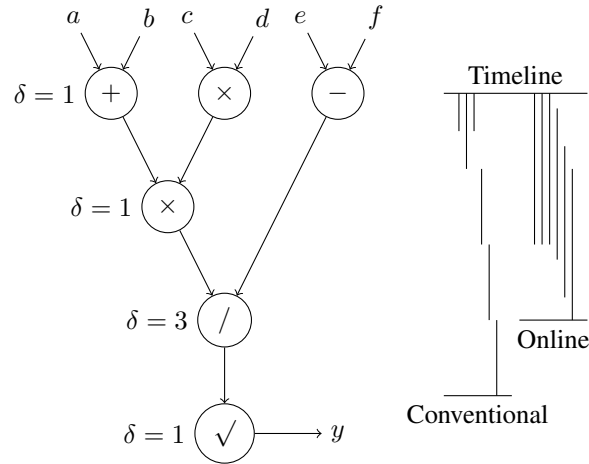 a b c d e f
δ = 1 + × −
δ = 1 ×
δ = 3 /
δ = 1 √ y
Timeline
Online
Conventional